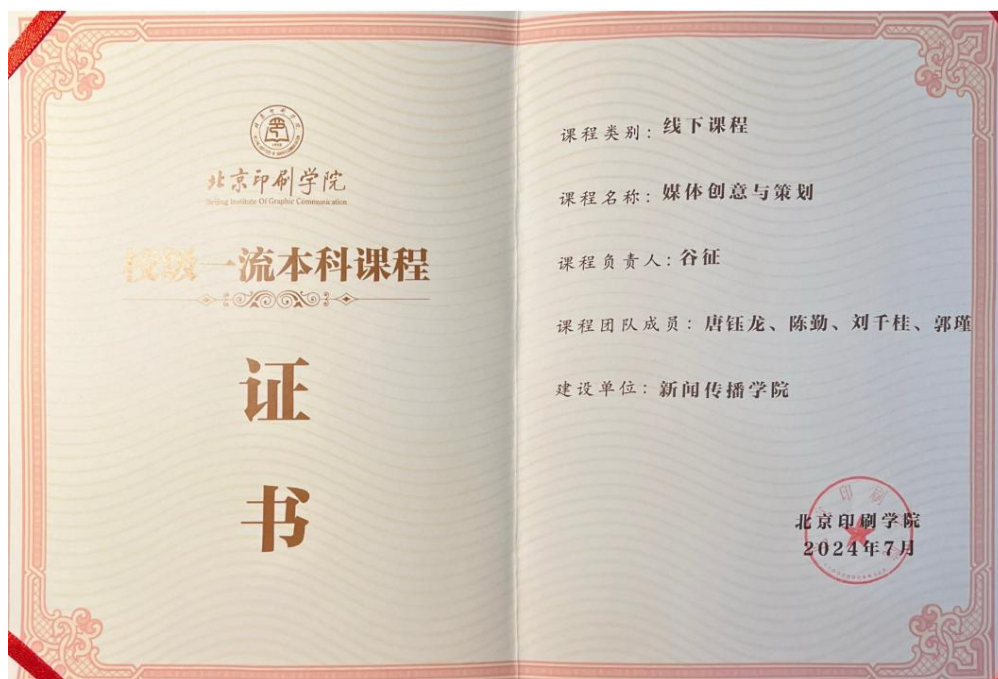 北京印刷学院
Beijing Institute Of Graphic Communication
校级一流本科课程
证
书
课程类别：线下课程
课程名称：媒体创意与策划
课程负责人：谷征
课程团队成员：唐钰龙、陈勤、刘千桂、郭瑾
建设单位：新闻传播学院
北京印刷学院
2024年7月